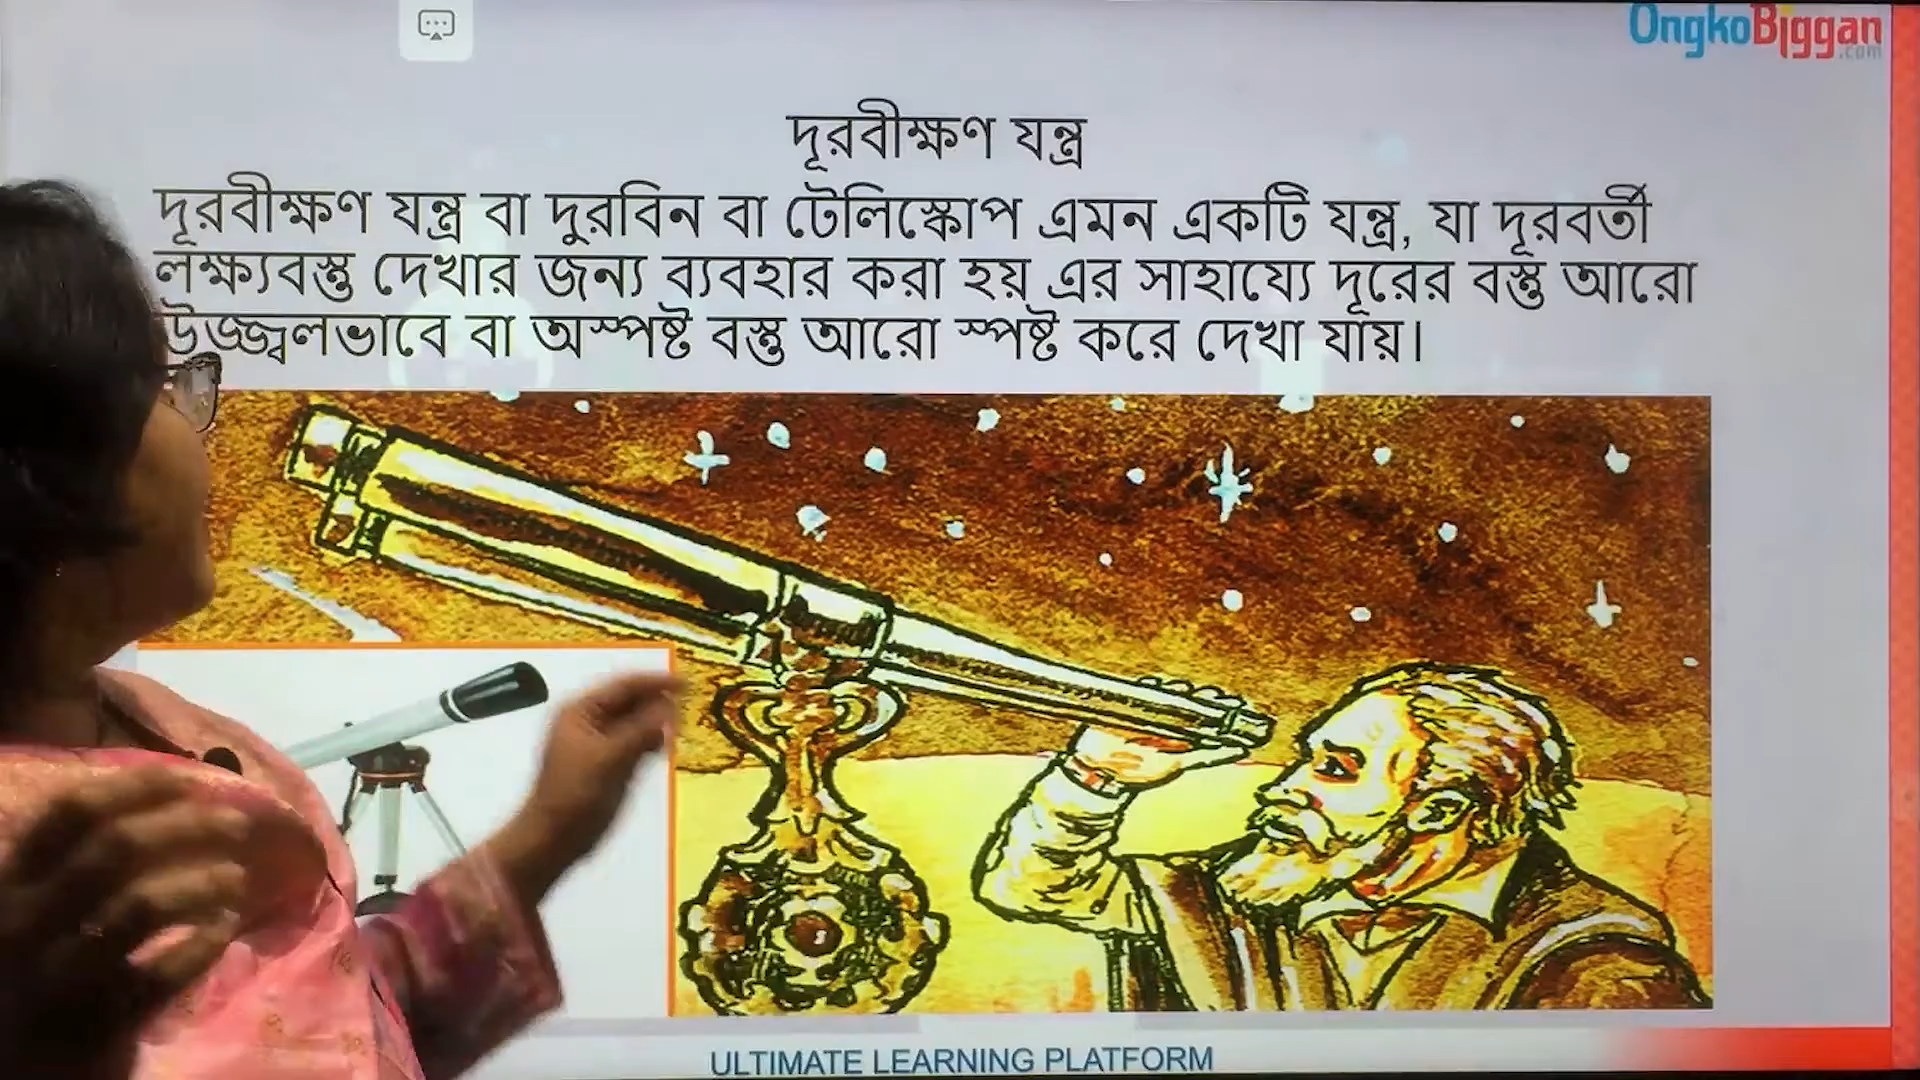 OngkoBiggan
.com
দূরবীক্ষণ যন্ত্র
দূরবীক্ষণ যন্ত্র বা দুরবিন বা টেলিস্কোপ এমন একটি যন্ত্র, যা দূরবর্তী
লক্ষ্যবস্তু দেখার জন্য ব্যবহার করা হয় এর সাহায্যে দূরের বস্তু আরো
উজ্জ্বলভাবে বা অস্পষ্ট বস্তু আরো স্পষ্ট করে দেখা যায়।
ULTIMATE LEARNING PLATFORM